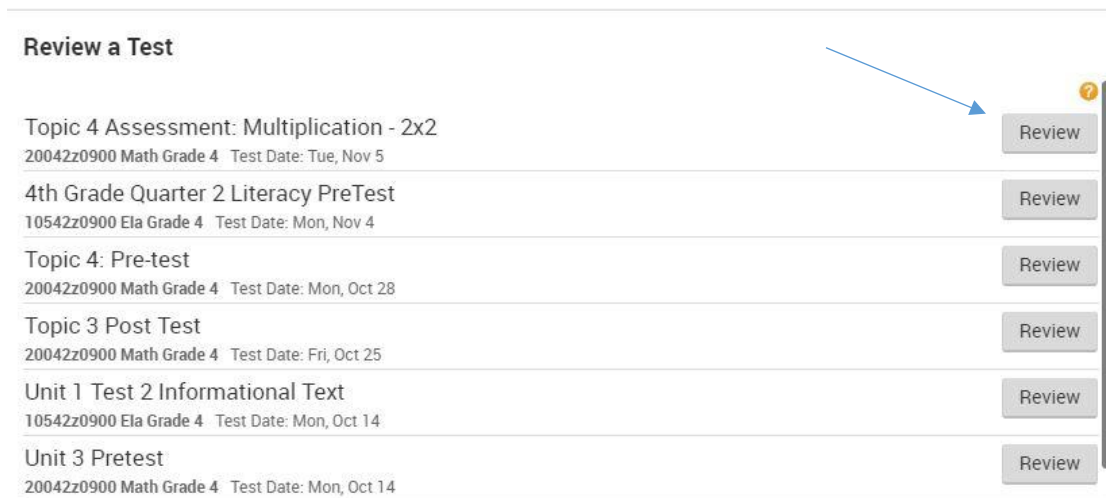 Review a Test
?
Topic 4 Assessment: Multiplication - 2x2
Review
20042z0900 Math Grade 4 Test Date: Tue, Nov 5
4th Grade Quarter 2 Literacy PreTest
Review
10542z0900 Ela Grade 4 Test Date: Mon, Nov 4
Topic 4: Pre-test
Review
20042z0900 Math Grade 4 Test Date: Mon, Oct 28
Topic 3 Post Test
Review
20042z0900 Math Grade 4 Test Date: Fri, Oct 25
Unit 1 Test 2 Informational Text
Review
10542z0900 Ela Grade 4 Test Date: Mon, Oct 14
Unit 3 Pretest
Review
20042z0900 Math Grade 4 Test Date: Mon, Oct 14